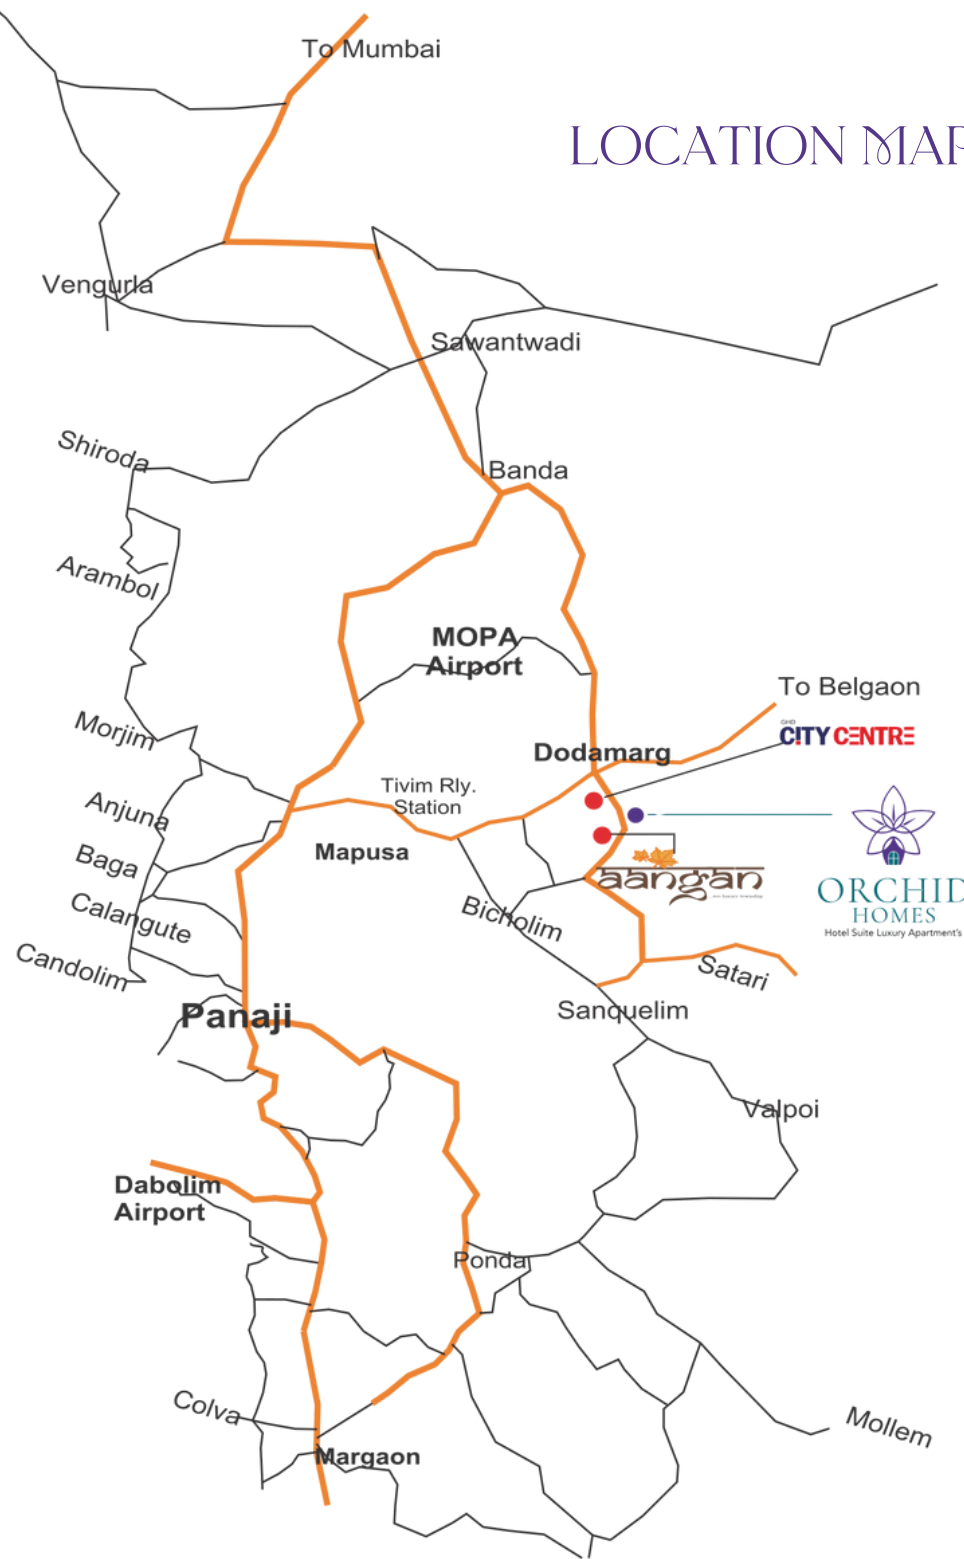 To Mumbai
LOCATION MAP
Vengurla
Sawantwadi
Shiroda
Banda
Arambol
MOPA
Airport
To Belgaon
Morjim
GHD
CITY CENTRE
Dodamarg
Tivim Rly.
Station
Anjuna
Mapusa
Baga
aangan
ORCHID
HOMES
Hotel Suite Luxury Apartment's
Calangute
Bicholim
Candolim
Satari
Panaji
Sanquelim
Valpoi
Dabolim
Airport
Ponda
Colva
Mollem
Margaon